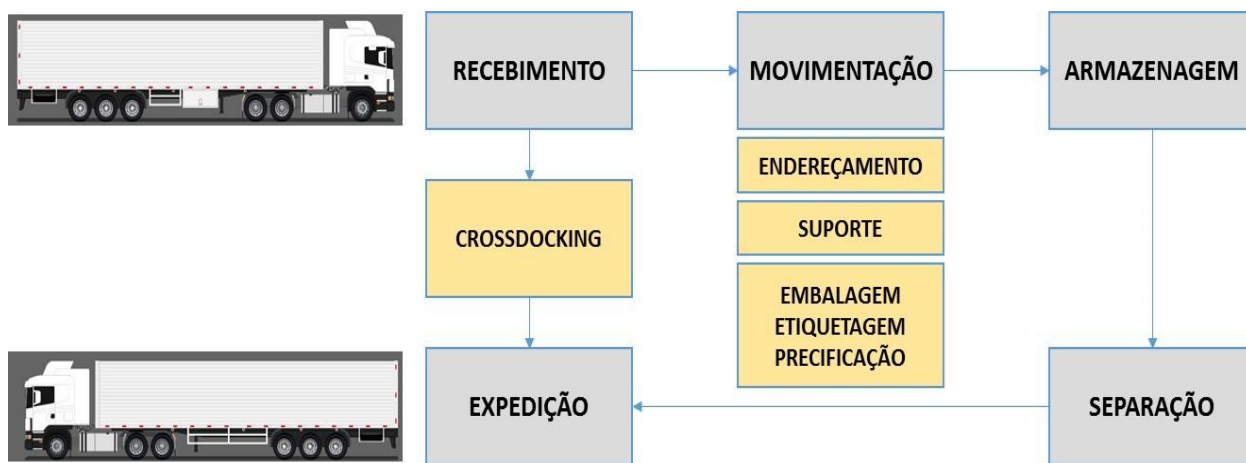 RECEBIMENTO
MOVIMENTAÇÃO
ARMAZENAGEM
ENDEREÇAMENTO
CROSSDOCKING
SUPORTE
EMBALAGEM
ETIQUETAGEM
PRECIFICAÇÃO
EXPEDIÇÃO
SEPARAÇÃO